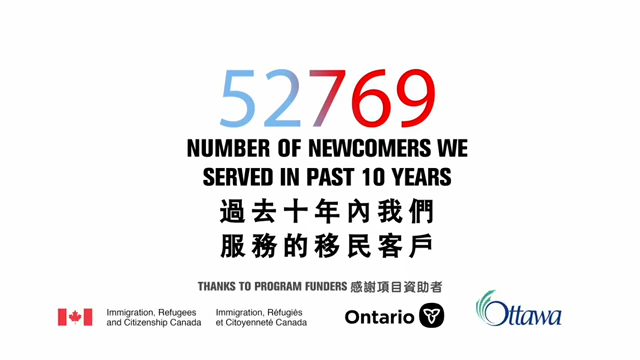 52769
NUMBER OF NEWCOMERS WE
SERVED IN PAST 10 YEARS
過去十年內我們
服務的移民客戶
THANKS TO PROGRAM FUNDERS 感謝項目資助者
Immigration, Refugees
and Citizenship Canada
Immigration, Réfugiés
et Citoyenneté Canada
Ontario
Ottawa